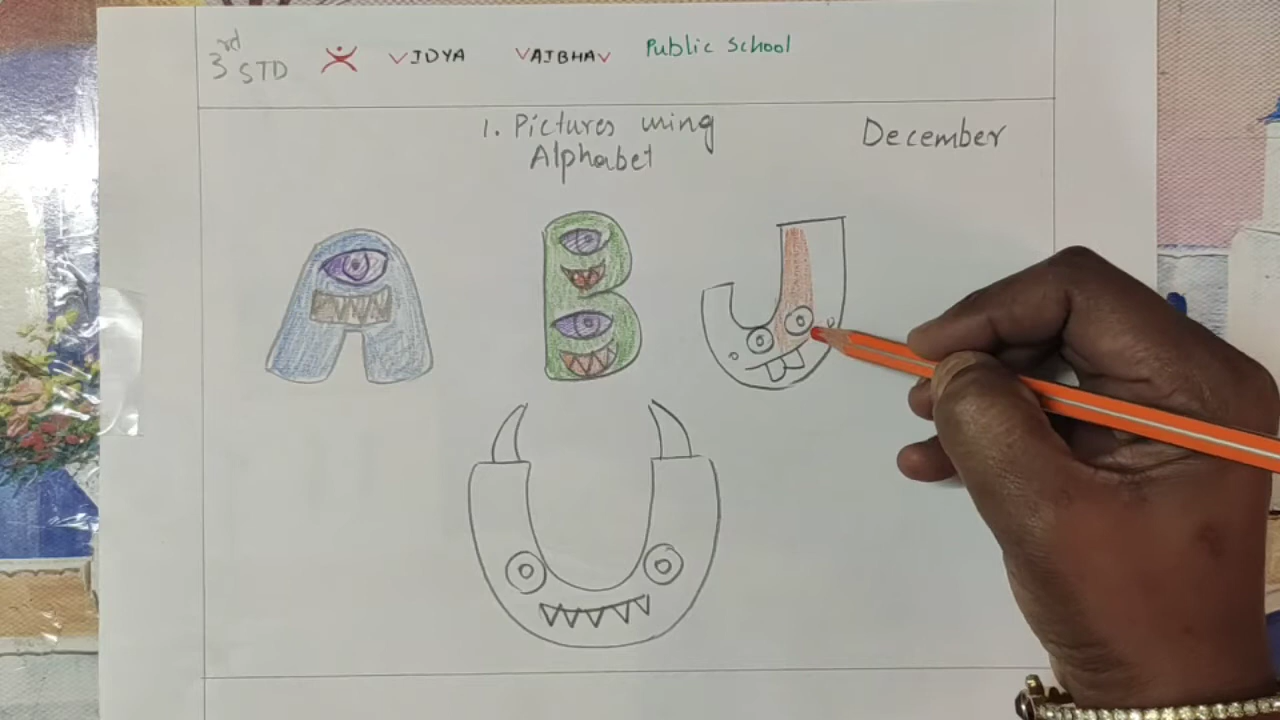 3rd STD VIDYA VAIBHAV Public School
1. Pictures using
Alphabet
December
A B J
U